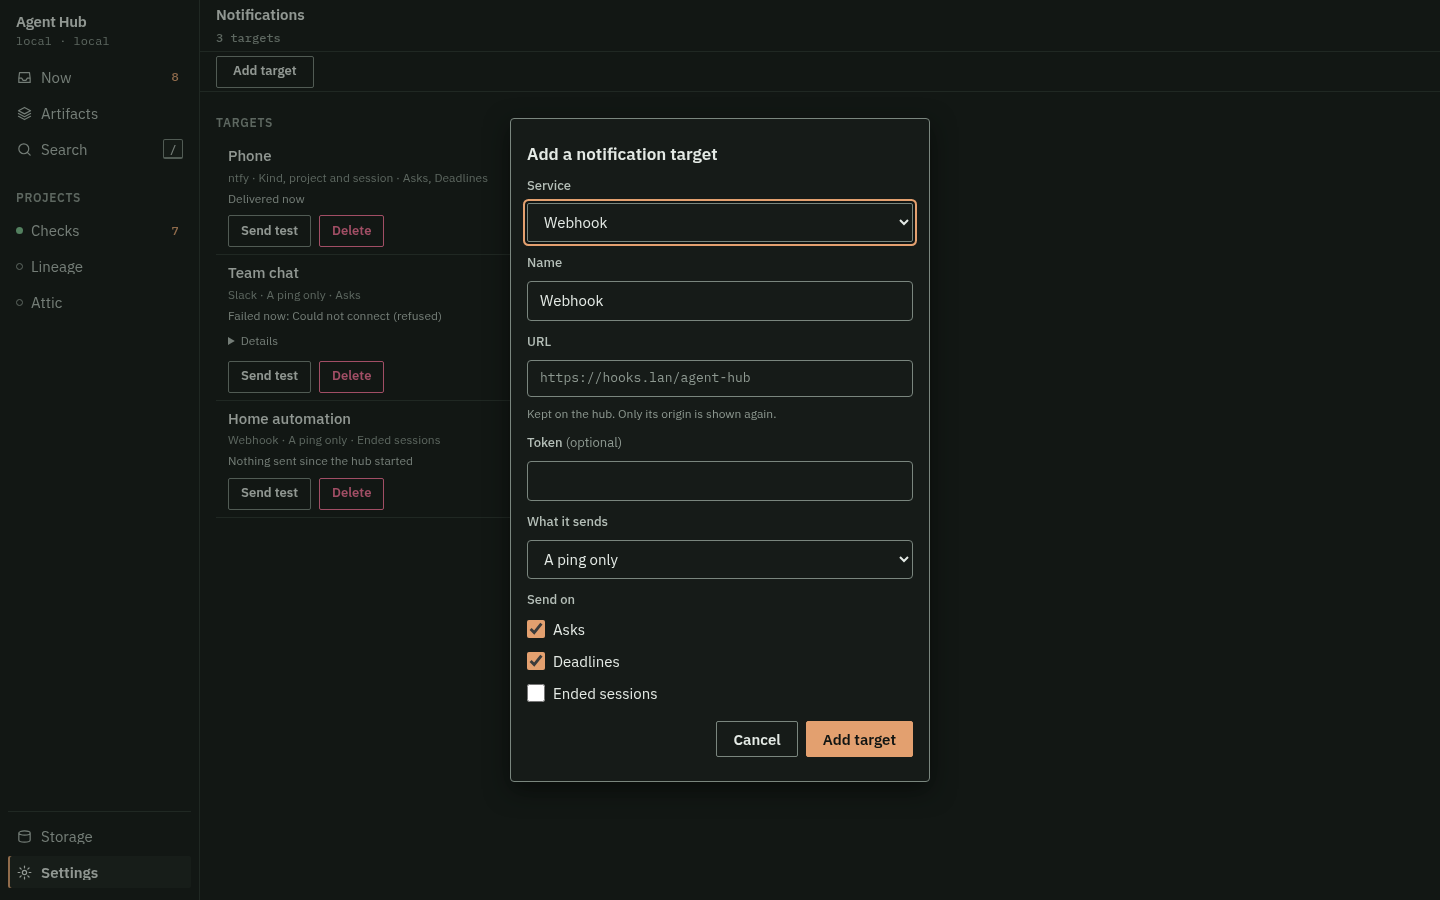 Agent Hub
local · local
Now 8
Artifacts
Search /
PROJECTS
Checks 7
Lineage
Attic
Storage
Settings
Notifications
3 targets
Add target
TARGETS
Phone
ntfy · Kind, project and session · Asks, Deadlines
Delivered now
Send test Delete
Team chat
Slack · A ping only · Asks
Failed now: Could not connect (refused)
Details
Send test Delete
Home automation
Webhook · A ping only · Ended sessions
Nothing sent since the hub started
Send test Delete
Add a notification target
Service
Webhook
Name
Webhook
URL
https://hooks.lan/agent-hub
Kept on the hub. Only its origin is shown again.
Token (optional)
What it sends
A ping only
Send on
Asks
Deadlines
Ended sessions
Cancel Add target